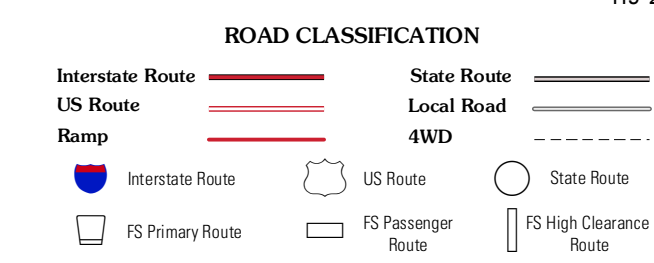 ROAD CLASSIFICATION
Interstate Route State Route
US Route Local Road
Ramp 4WD
Interstate Route US Route State Route
FS Primary Route FS Passenger Route FS High Clearance Route